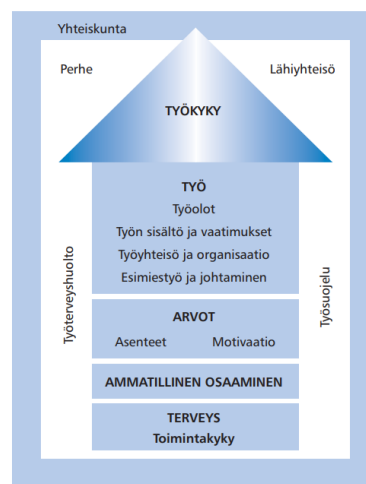 Yhteiskunta
Perhe Lähiyhteisö
TYÖKYKY
TYÖ
Työolot
Työn sisältö ja vaatimukset
Työyhteisö ja organisaatio
Esimiestyö ja johtaminen
Työterveyshuolto
Työsuojelu
ARVOT
Asenteet Motivaatio
AMMATILLINEN OSAAMINEN
TERVEYS
Toimintakyky